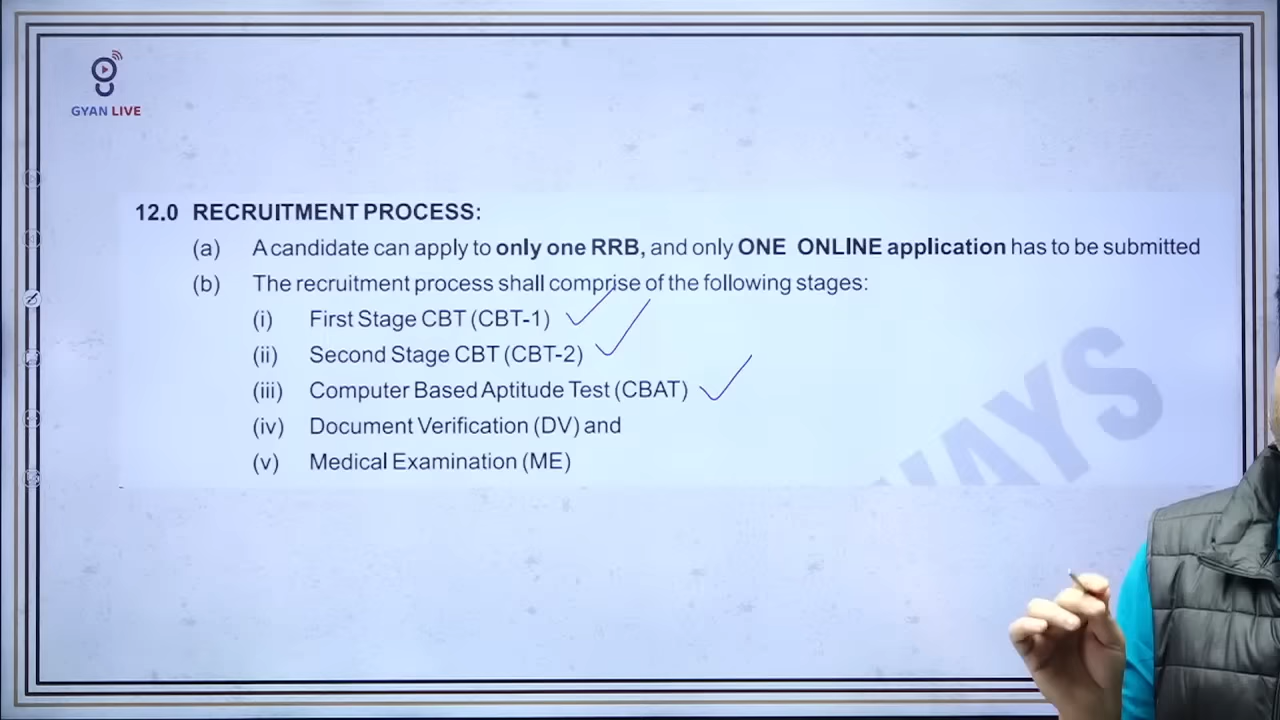 GYAN LIVE
12.0 RECRUITMENT PROCESS:
(a) A candidate can apply to only one RRB, and only ONE ONLINE application has to be submitted
(b) The recruitment process shall comprise of the following stages:
(i) First Stage CBT (CBT-1)
(ii) Second Stage CBT (CBT-2)
(iii) Computer Based Aptitude Test (CBAT)
(iv) Document Verification (DV) and
(v) Medical Examination (ME)
WAYS